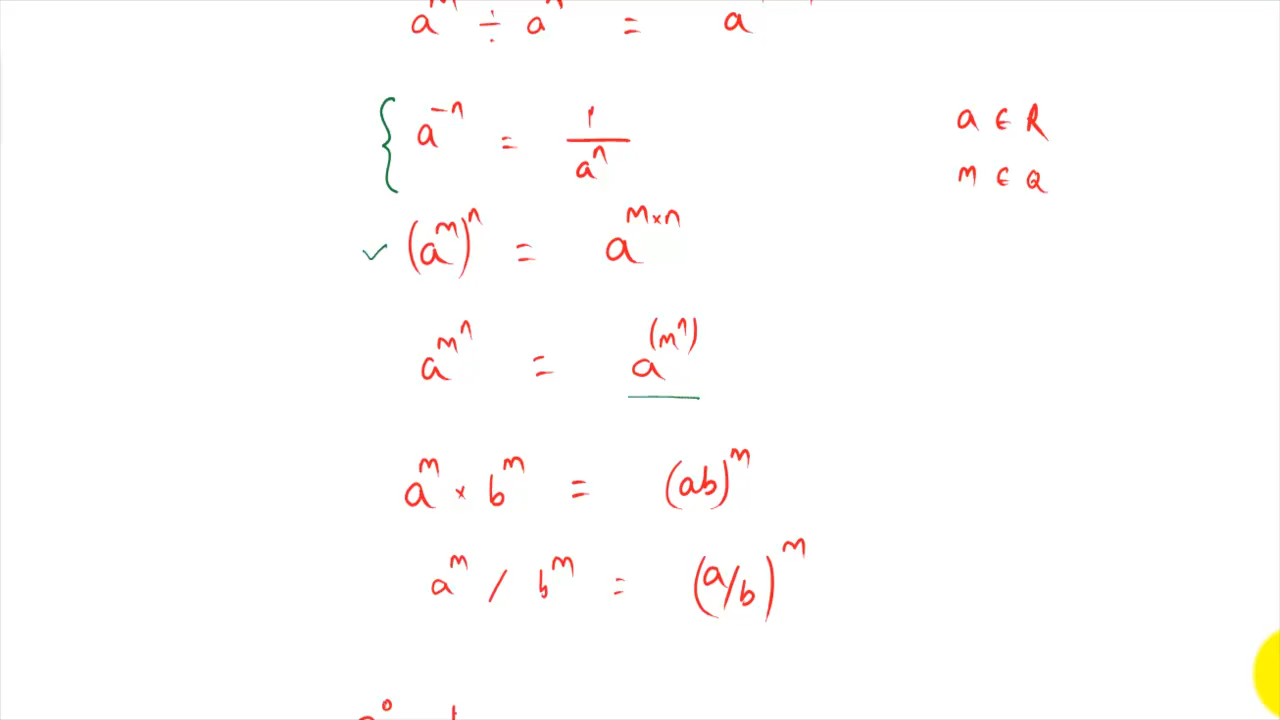 a^m ÷ a^n = a
a^{-n} = 1/a^n
a ∈ R
m ∈ Q
✓ (a^m)^n = a^{m×n}
a^{m^n} = a^{(m^n)}
a^m × b^m = (ab)^m
a^m / b^m = (a/b)^m